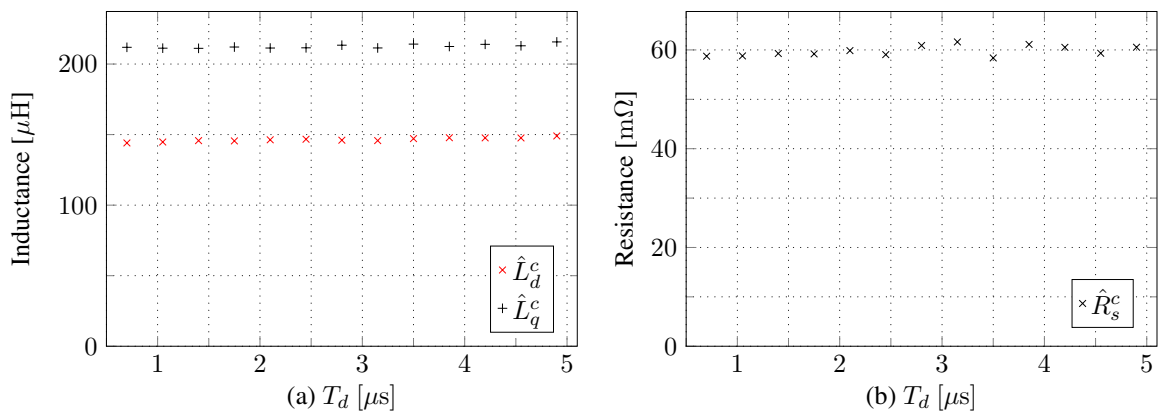 Inductance [μH]
200
100
0
1 2 3 4 5
(a) T_d [μs]
× L̂_d^c
+ L̂_q^c
Resistance [mΩ]
60
40
20
0
1 2 3 4 5
(b) T_d [μs]
× R̂_s^c